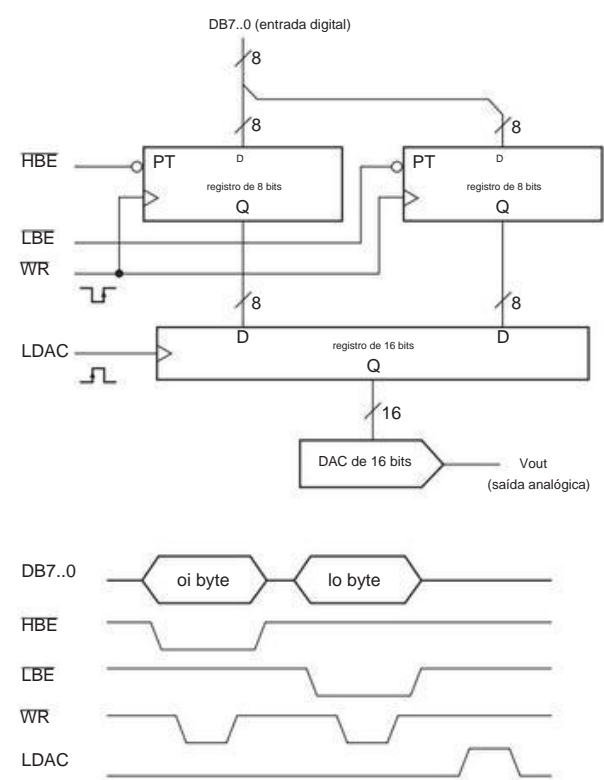 DB7..0 (entrada digital)
8
8
8
HBE
PT
D
PT
D
registro de 8 bits
registro de 8 bits
Q
Q
LBE
WR
8
8
D
D
LDAC
registro de 16 bits
Q
16
DAC de 16 bits
Vout
(saída analógica)
DB7..0
oi byte
lo byte
HBE
LBE
WR
LDAC